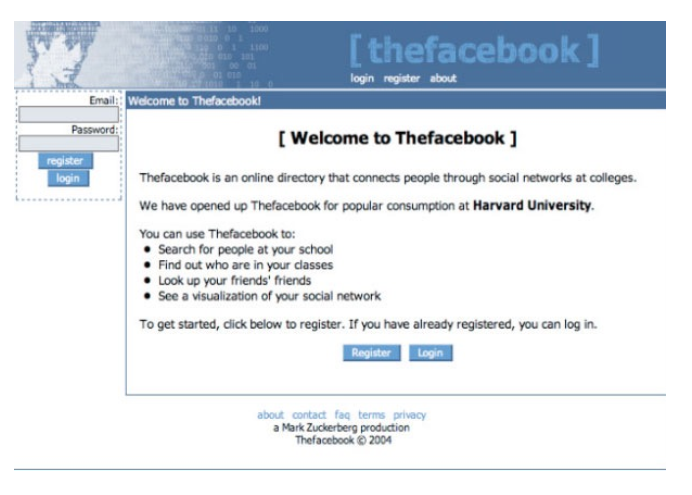 [ thefacebook ]
login register about
Email:
Password:
register
login
Welcome to Thefacebook!
[ Welcome to Thefacebook ]
Thefacebook is an online directory that connects people through social networks at colleges.
We have opened up Thefacebook for popular consumption at Harvard University.
You can use Thefacebook to:
• Search for people at your school
• Find out who are in your classes
• Look up your friends' friends
• See a visualization of your social network
To get started, click below to register. If you have already registered, you can log in.
Register Login
about contact faq terms privacy
a Mark Zuckerberg production
Thefacebook © 2004